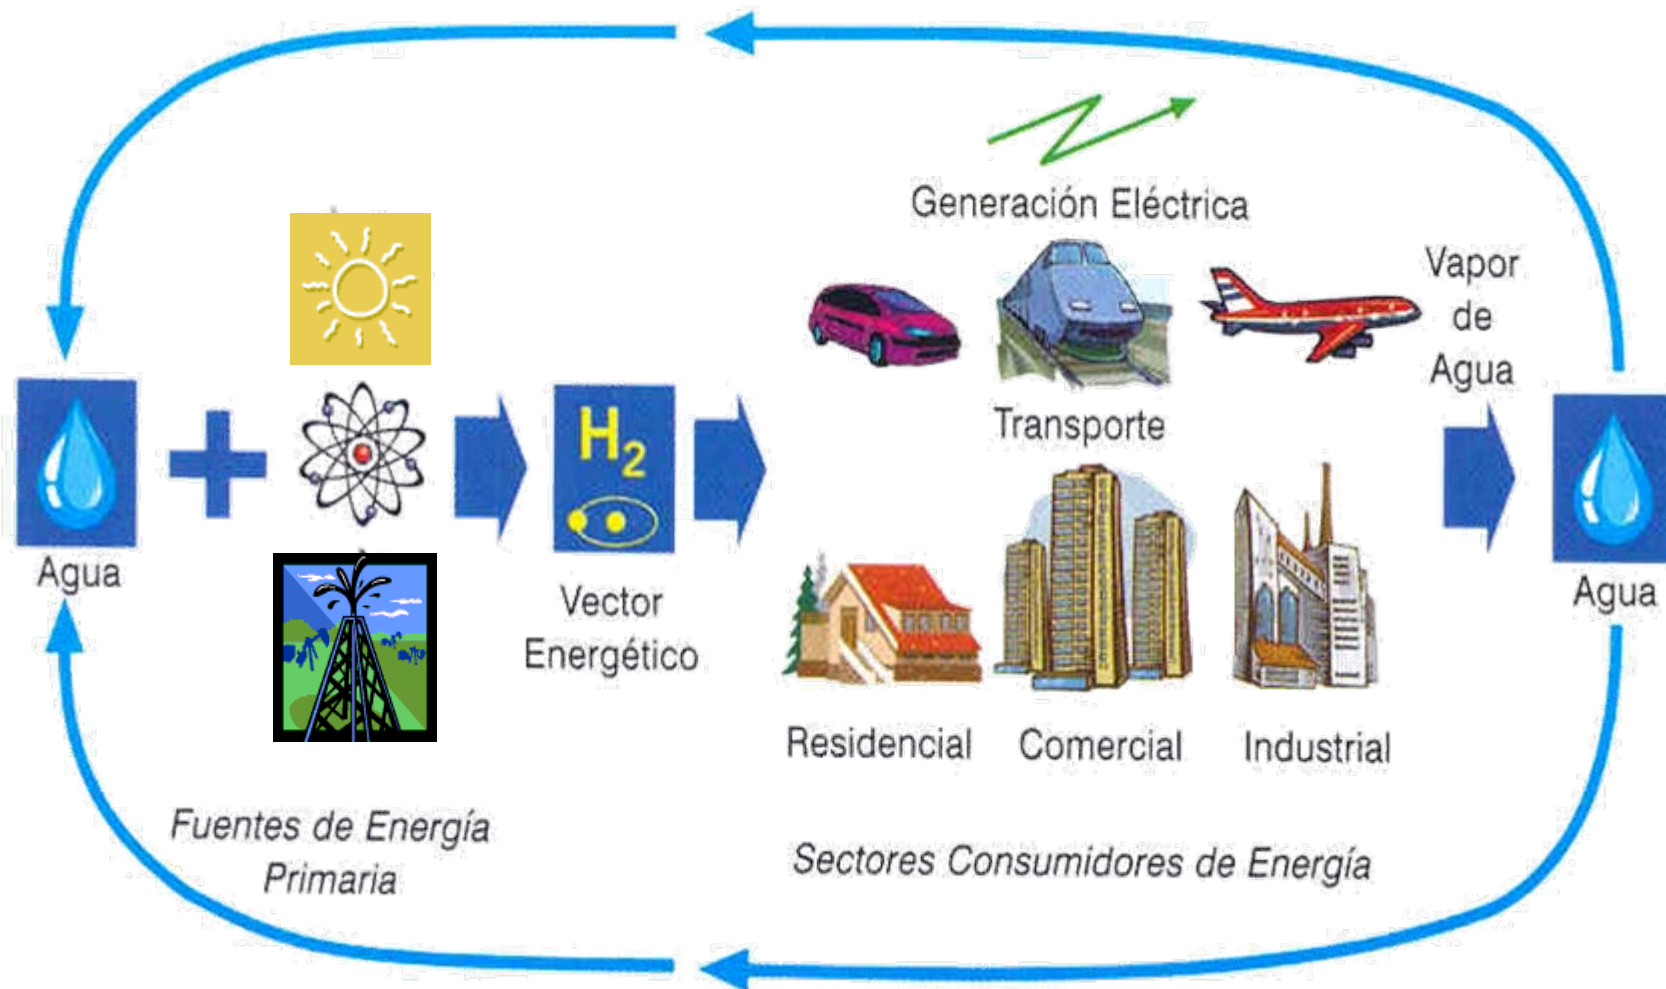 Generación Eléctrica
Vapor
de
Agua
Transporte
H2
Agua
Vector
Energético
Agua
Residencial
Comercial
Industrial
Fuentes de Energía
Primaria
Sectores Consumidores de Energía